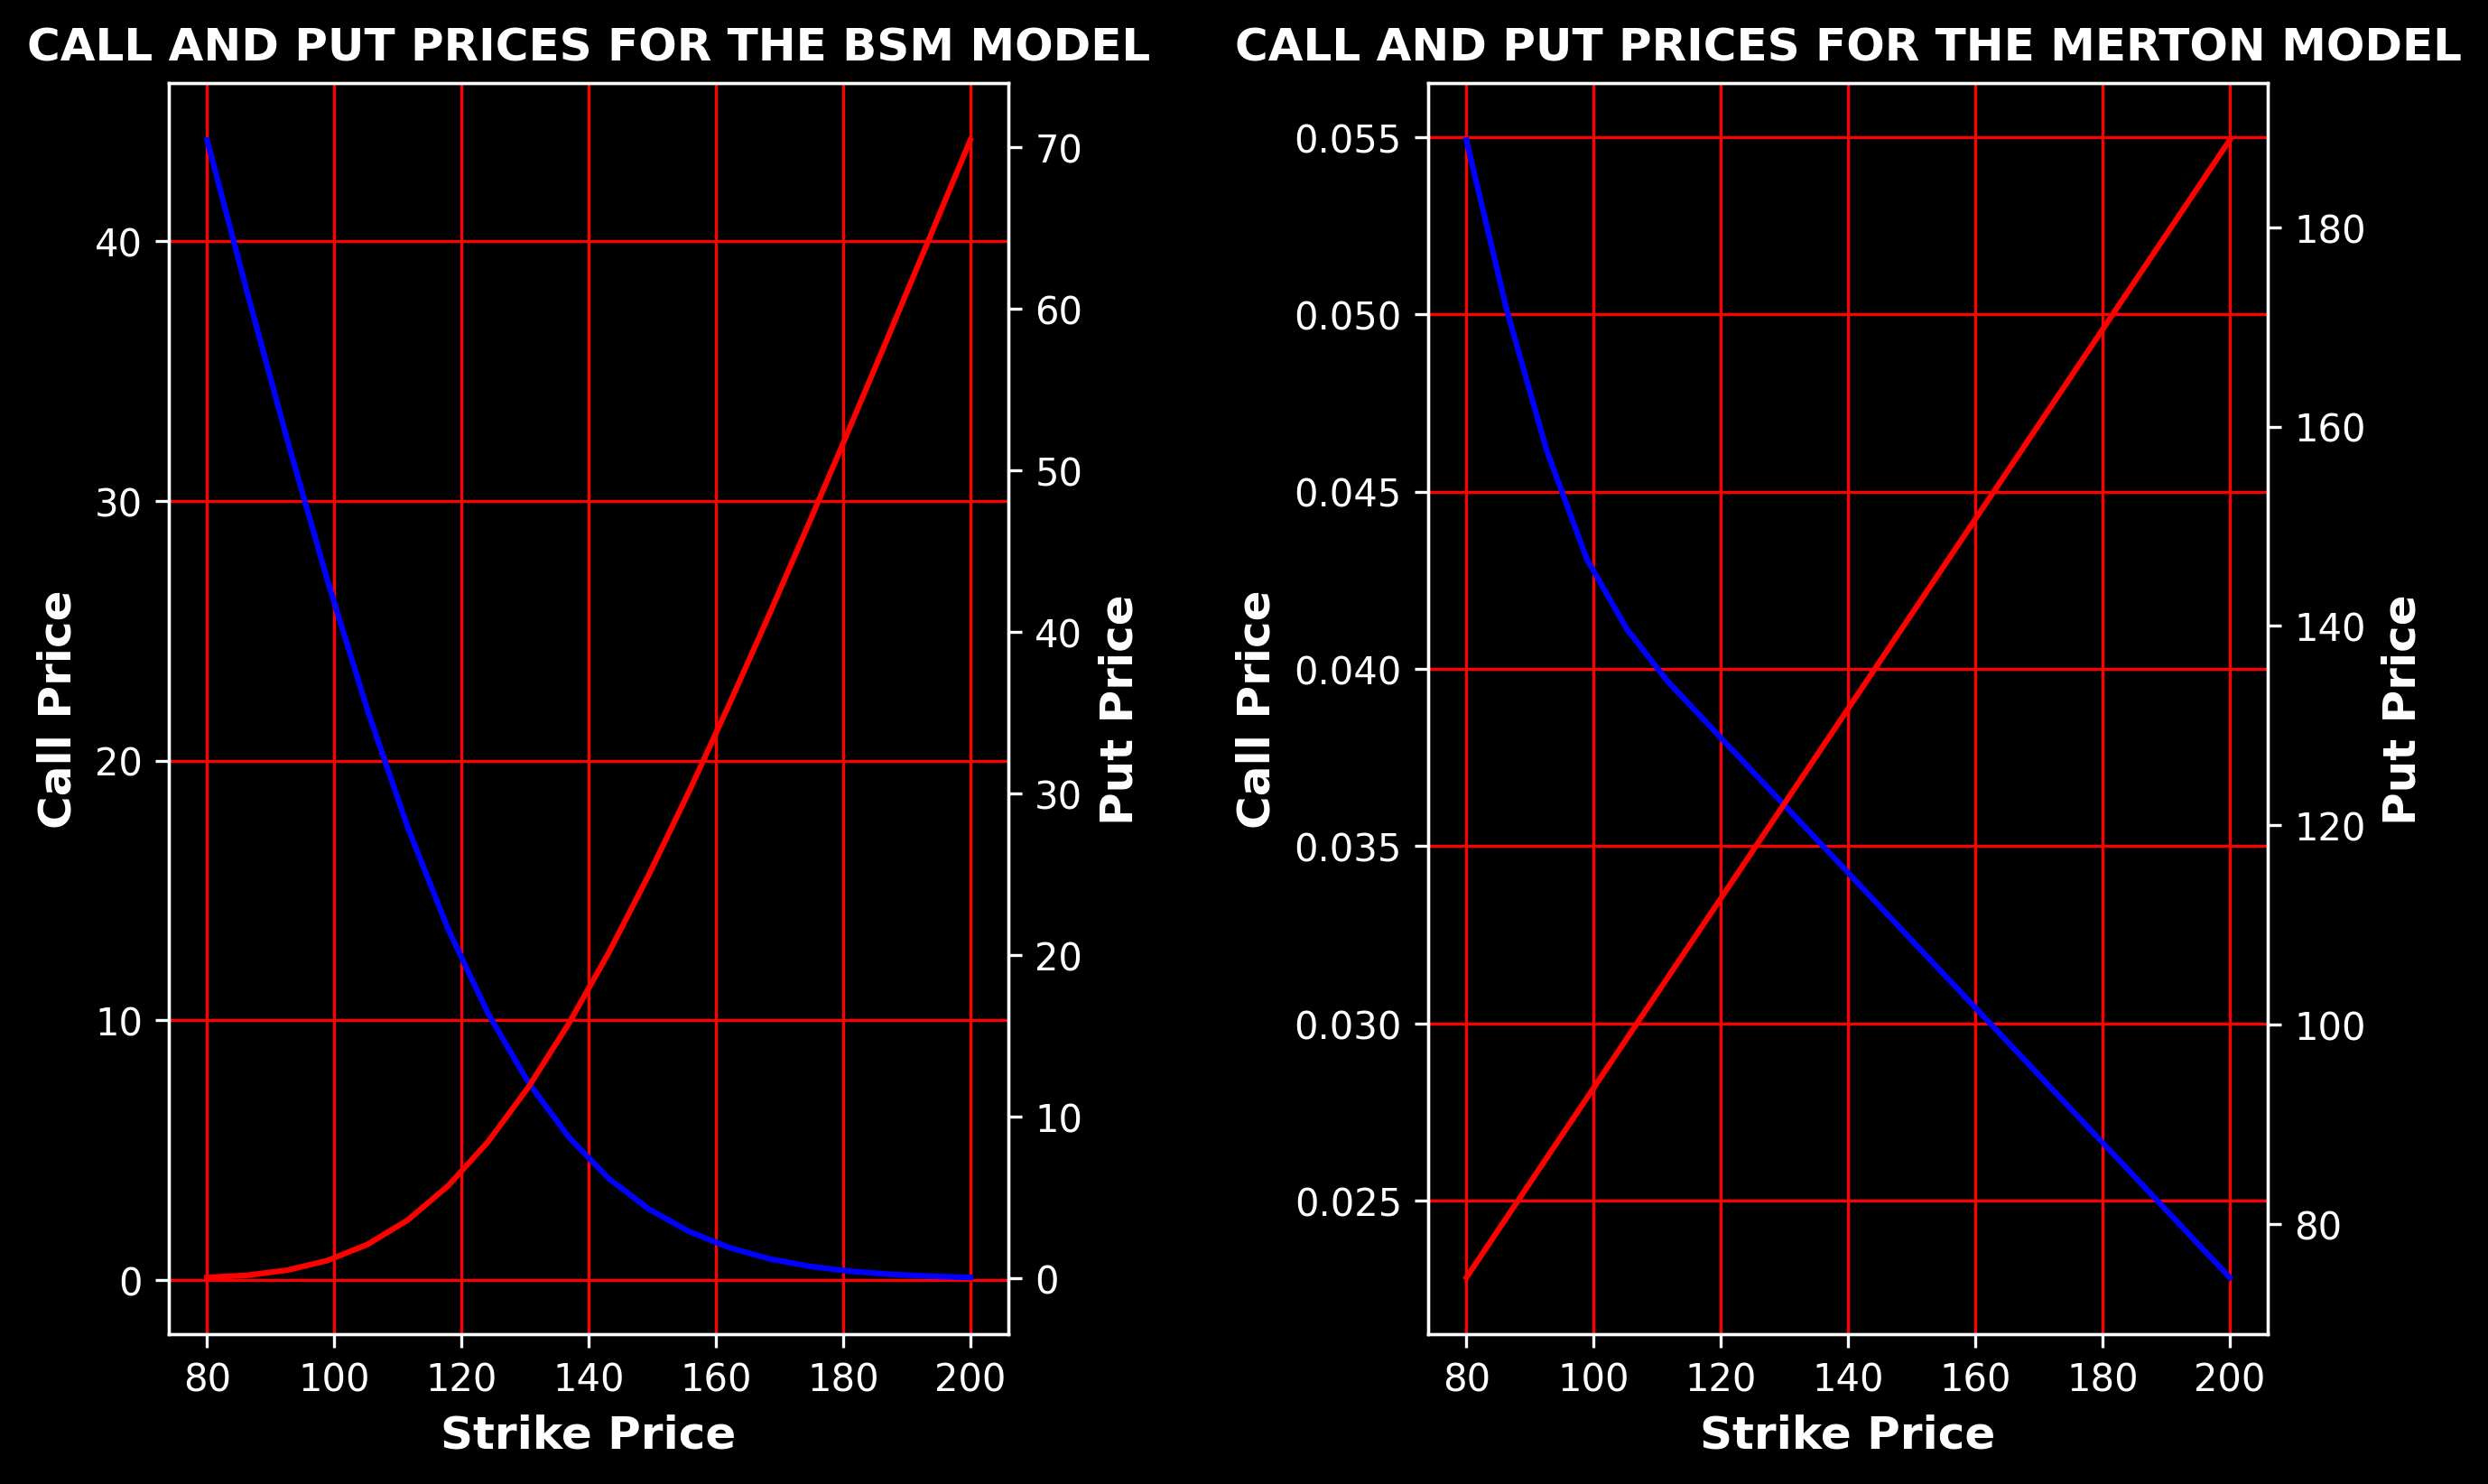 CALL AND PUT PRICES FOR THE BSM MODEL
40
30
20
10
0
Call Price
70
60
50
40
30
20
10
0
Put Price
80 100 120 140 160 180 200
Strike Price
CALL AND PUT PRICES FOR THE MERTON MODEL
0.055
0.050
0.045
0.040
0.035
0.030
0.025
Call Price
180
160
140
120
100
80
Put Price
80 100 120 140 160 180 200
Strike Price